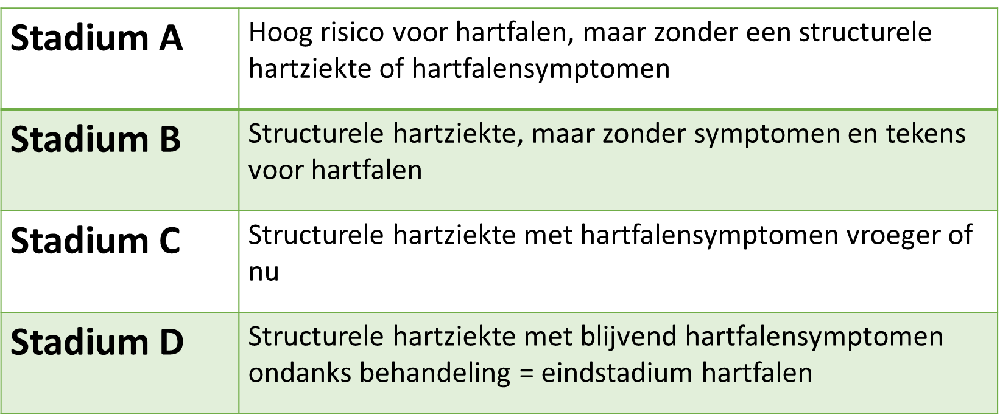 Stadium A
Hoog risico voor hartfalen, maar zonder een structurele
hartziekte of hartfalensymptomen
Stadium B
Structurele hartziekte, maar zonder symptomen en tekens
voor hartfalen
Stadium C
Structurele hartziekte met hartfalensymptomen vroeger of
nu
Stadium D
Structurele hartziekte met blijvend hartfalensymptomen
ondanks behandeling = eindstadium hartfalen